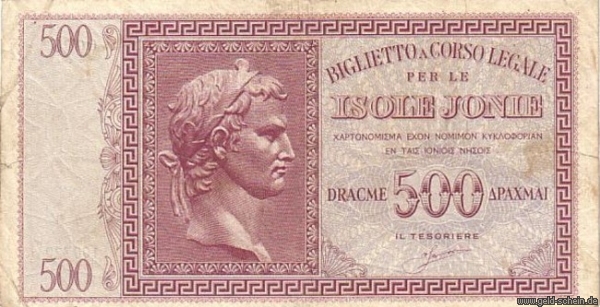 500
BIGLIETTO A CORSO LEGALE
PER LE
ISOLE JONIE
ΧΑΡΤΟΝΟΜΙΣΜΑ ΕΧΟΝ ΝΟΜΙΜΟΝ ΚΥΚΛΟΦΟΡΙΑΝ
ΕΝ ΤΑΙΣ ΙΟΝΙΟΙΣ ΝΗΣΟΙΣ
DRACME 500 ΔΡΑΧΜΑΙ
IL TESORIERE
500
www.geld-schein.de